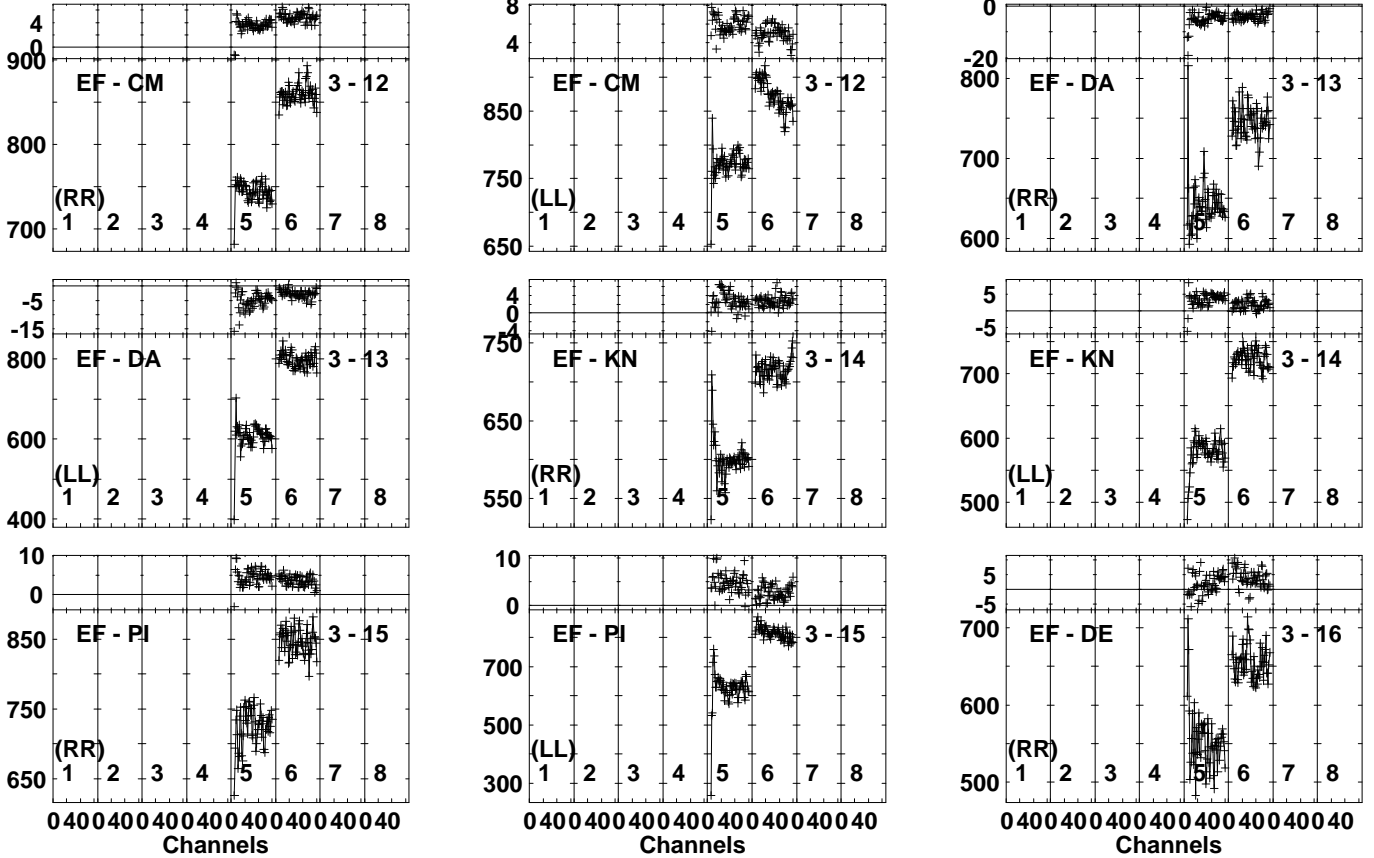 4
0
900
EF - CM 3 - 12
800
(RR)
700
1 2 3 4 5 6 7 8
8
4
EF - CM 3 - 12
850
750
(LL)
650
1 2 3 4 5 6 7 8
0
-20
800
EF - DA 3 - 13
700
(RR)
600
1 2 3 4 5 6 7 8
-5
-15
800
EF - DA 3 - 13
600
(LL)
400
1 2 3 4 5 6 7 8
4
0
-4
750
EF - KN 3 - 14
650
(RR)
550
1 2 3 4 5 6 7 8
5
-5
EF - KN 3 - 14
700
600
(LL)
500
1 2 3 4 5 6 7 8
10
0
850
EF - PI 3 - 15
750
(RR)
650
1 2 3 4 5 6 7 8
0 40 0 40 0 40 0 40 0 40 0 40 0 40 0 40
Channels
10
0
EF - PI 3 - 15
700
500
(LL)
300
1 2 3 4 5 6 7 8
0 40 0 40 0 40 0 40 0 40 0 40 0 40 0 40
Channels
5
-5
700
EF - DE 3 - 16
600
(RR)
500
1 2 3 4 5 6 7 8
0 40 0 40 0 40 0 40 0 40 0 40 0 40 0 40
Channels